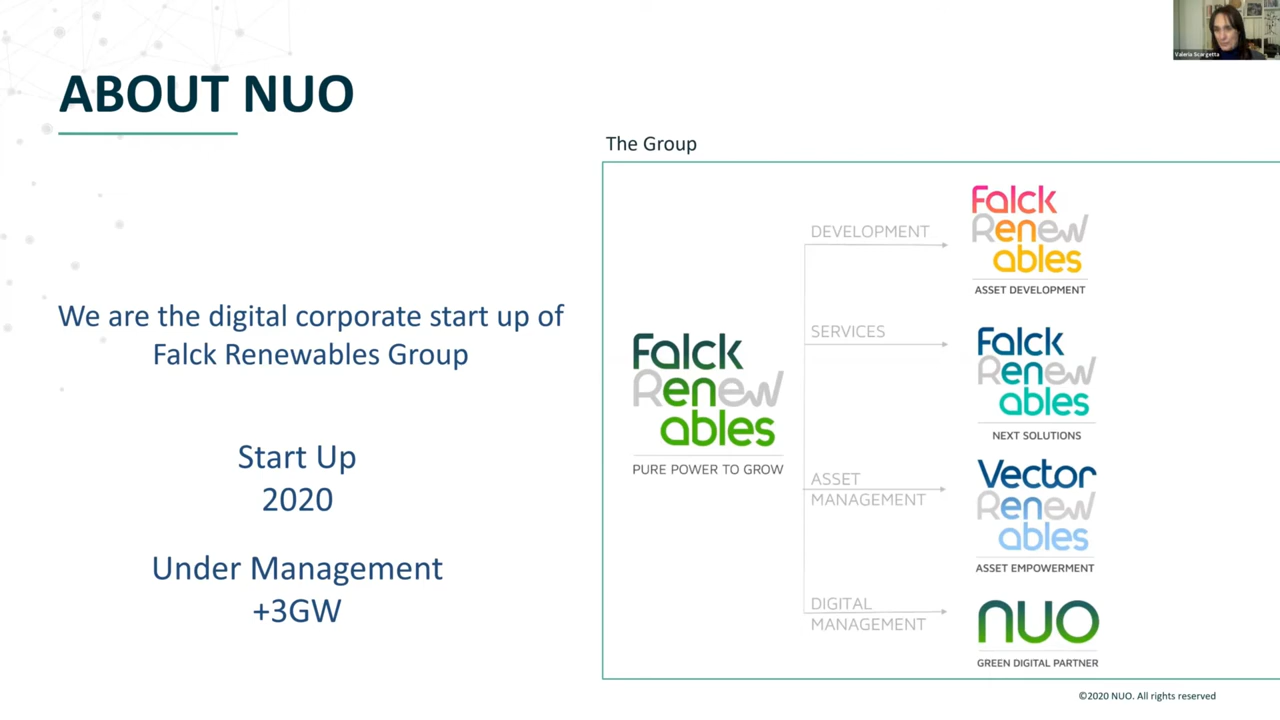 ABOUT NUO
Valeria Scargetta
We are the digital corporate start up of
Falck Renewables Group
Start Up
2020
Under Management
+3GW
The Group
Falck
Renew
ables
PURE POWER TO GROW
DEVELOPMENT
Falck
Renew
ables
ASSET DEVELOPMENT
SERVICES
Falck
Renew
ables
NEXT SOLUTIONS
ASSET
MANAGEMENT
Vector
Renew
ables
ASSET EMPOWERMENT
DIGITAL
MANAGEMENT
nuo
GREEN DIGITAL PARTNER
©2020 NUO. All rights reserved